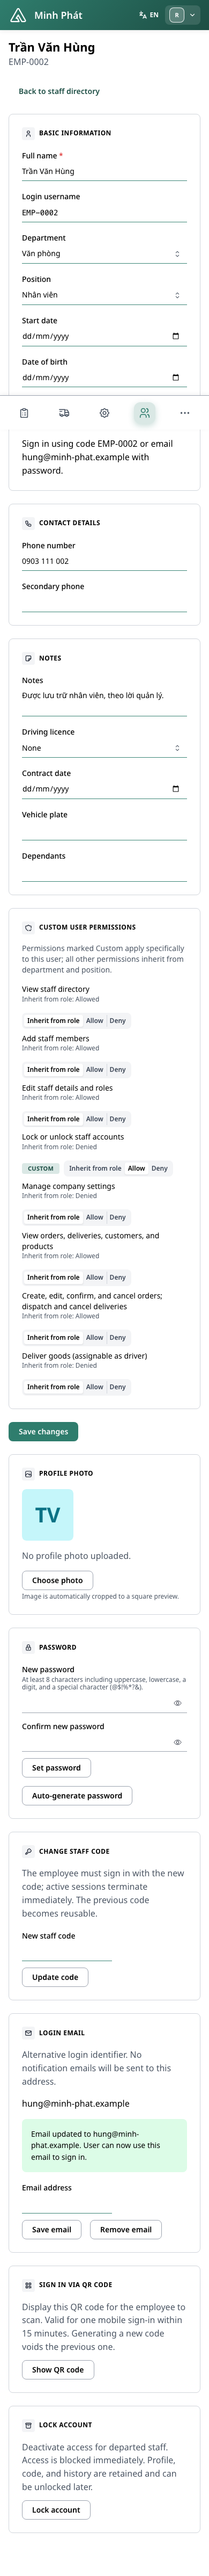 Minh Phát
EN
R
Trần Văn Hùng
EMP-0002
Back to staff directory
BASIC INFORMATION
Full name *
Trần Văn Hùng
Login username
EMP-0002
Department
Văn phòng
Position
Nhân viên
Start date
dd/mm/yyyy
Date of birth
dd/mm/yyyy
Sign in using code EMP-0002 or email
hung@minh-phat.example with
password.
CONTACT DETAILS
Phone number
0903 111 002
Secondary phone
NOTES
Notes
Được lưu trữ nhân viên, theo lời quản lý.
Driving licence
None
Contract date
dd/mm/yyyy
Vehicle plate
Dependants
CUSTOM USER PERMISSIONS
Permissions marked Custom apply specifically
to this user; all other permissions inherit from
department and position.
View staff directory
Inherit from role: Allowed
Inherit from role Allow Deny
Add staff members
Inherit from role: Allowed
Inherit from role Allow Deny
Edit staff details and roles
Inherit from role: Allowed
Inherit from role Allow Deny
Lock or unlock staff accounts
Inherit from role: Denied
CUSTOM Inherit from role Allow Deny
Manage company settings
Inherit from role: Denied
Inherit from role Allow Deny
View orders, deliveries, customers, and
products
Inherit from role: Allowed
Inherit from role Allow Deny
Create, edit, confirm, and cancel orders;
dispatch and cancel deliveries
Inherit from role: Allowed
Inherit from role Allow Deny
Deliver goods (assignable as driver)
Inherit from role: Denied
Inherit from role Allow Deny
Save changes
PROFILE PHOTO
TV
No profile photo uploaded.
Choose photo
Image is automatically cropped to a square preview.
PASSWORD
New password
At least 8 characters including uppercase, lowercase, a
digit, and a special character (@$!%*?&).
Confirm new password
Set password
Auto-generate password
CHANGE STAFF CODE
The employee must sign in with the new
code; active sessions terminate
immediately. The previous code
becomes reusable.
New staff code
Update code
LOGIN EMAIL
Alternative login identifier. No
notification emails will be sent to this
address.
hung@minh-phat.example
Email updated to hung@minh-
phat.example. User can now use this
email to sign in.
Email address
Save email Remove email
SIGN IN VIA QR CODE
Display this QR code for the employee to
scan. Valid for one mobile sign-in within
15 minutes. Generating a new code
voids the previous one.
Show QR code
LOCK ACCOUNT
Deactivate access for departed staff.
Access is blocked immediately. Profile,
code, and history are retained and can
be unlocked later.
Lock account